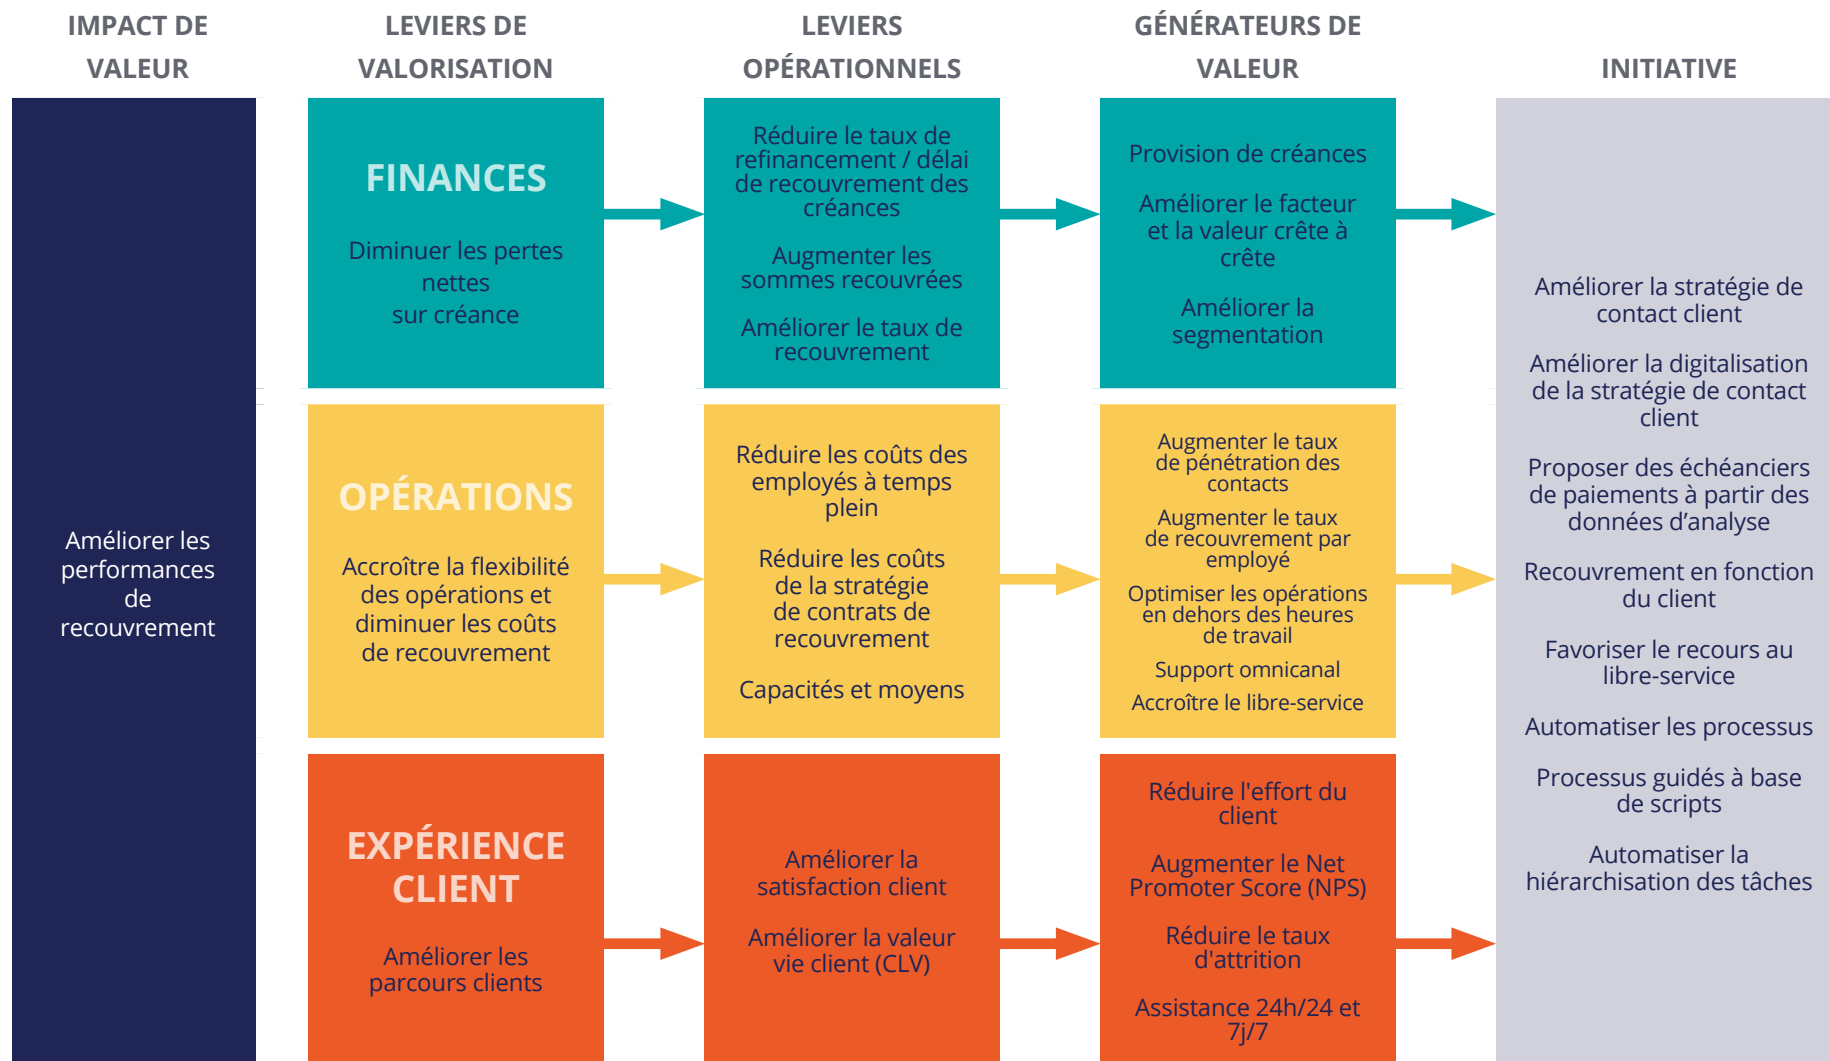 IMPACT DE
VALEUR
LEVIERS DE
VALORISATION
LEVIERS
OPÉRATIONNELS
GÉNÉRATEURS DE
VALEUR
INITIATIVE
Améliorer les
performances
de
recouvrement
FINANCES
Diminuer les pertes
nettes
sur créance
Réduire le taux de
refinancement / délai
de recouvrement des
créances
Augmenter les
sommes recouvrées
Améliorer le taux de
recouvrement
Provision de créances
Améliorer le facteur
et la valeur crête à
crête
Améliorer la
segmentation
OPÉRATIONS
Accroître la flexibilité
des opérations et
diminuer les coûts
de recouvrement
Réduire les coûts des
employés à temps
plein
Réduire les coûts
de la stratégie
de contrats de
recouvrement
Capacités et moyens
Augmenter le taux
de pénétration des
contacts
Augmenter le taux
de recouvrement par
employé
Optimiser les opérations
en dehors des heures
de travail
Support omnicanal
Accroître le libre-service
EXPÉRIENCE
CLIENT
Améliorer les
parcours clients
Améliorer la
satisfaction client
Améliorer la valeur
vie client (CLV)
Réduire l'effort du
client
Augmenter le Net
Promoter Score (NPS)
Réduire le taux
d'attrition
Assistance 24h/24 et
7j/7
Améliorer la stratégie de
contact client
Améliorer la digitalisation
de la stratégie de contact
client
Proposer des échéanciers
de paiements à partir des
données d’analyse
Recouvrement en fonction
du client
Favoriser le recours au
libre-service
Automatiser les processus
Processus guidés à base
de scripts
Automatiser la
hiérarchisation des tâches